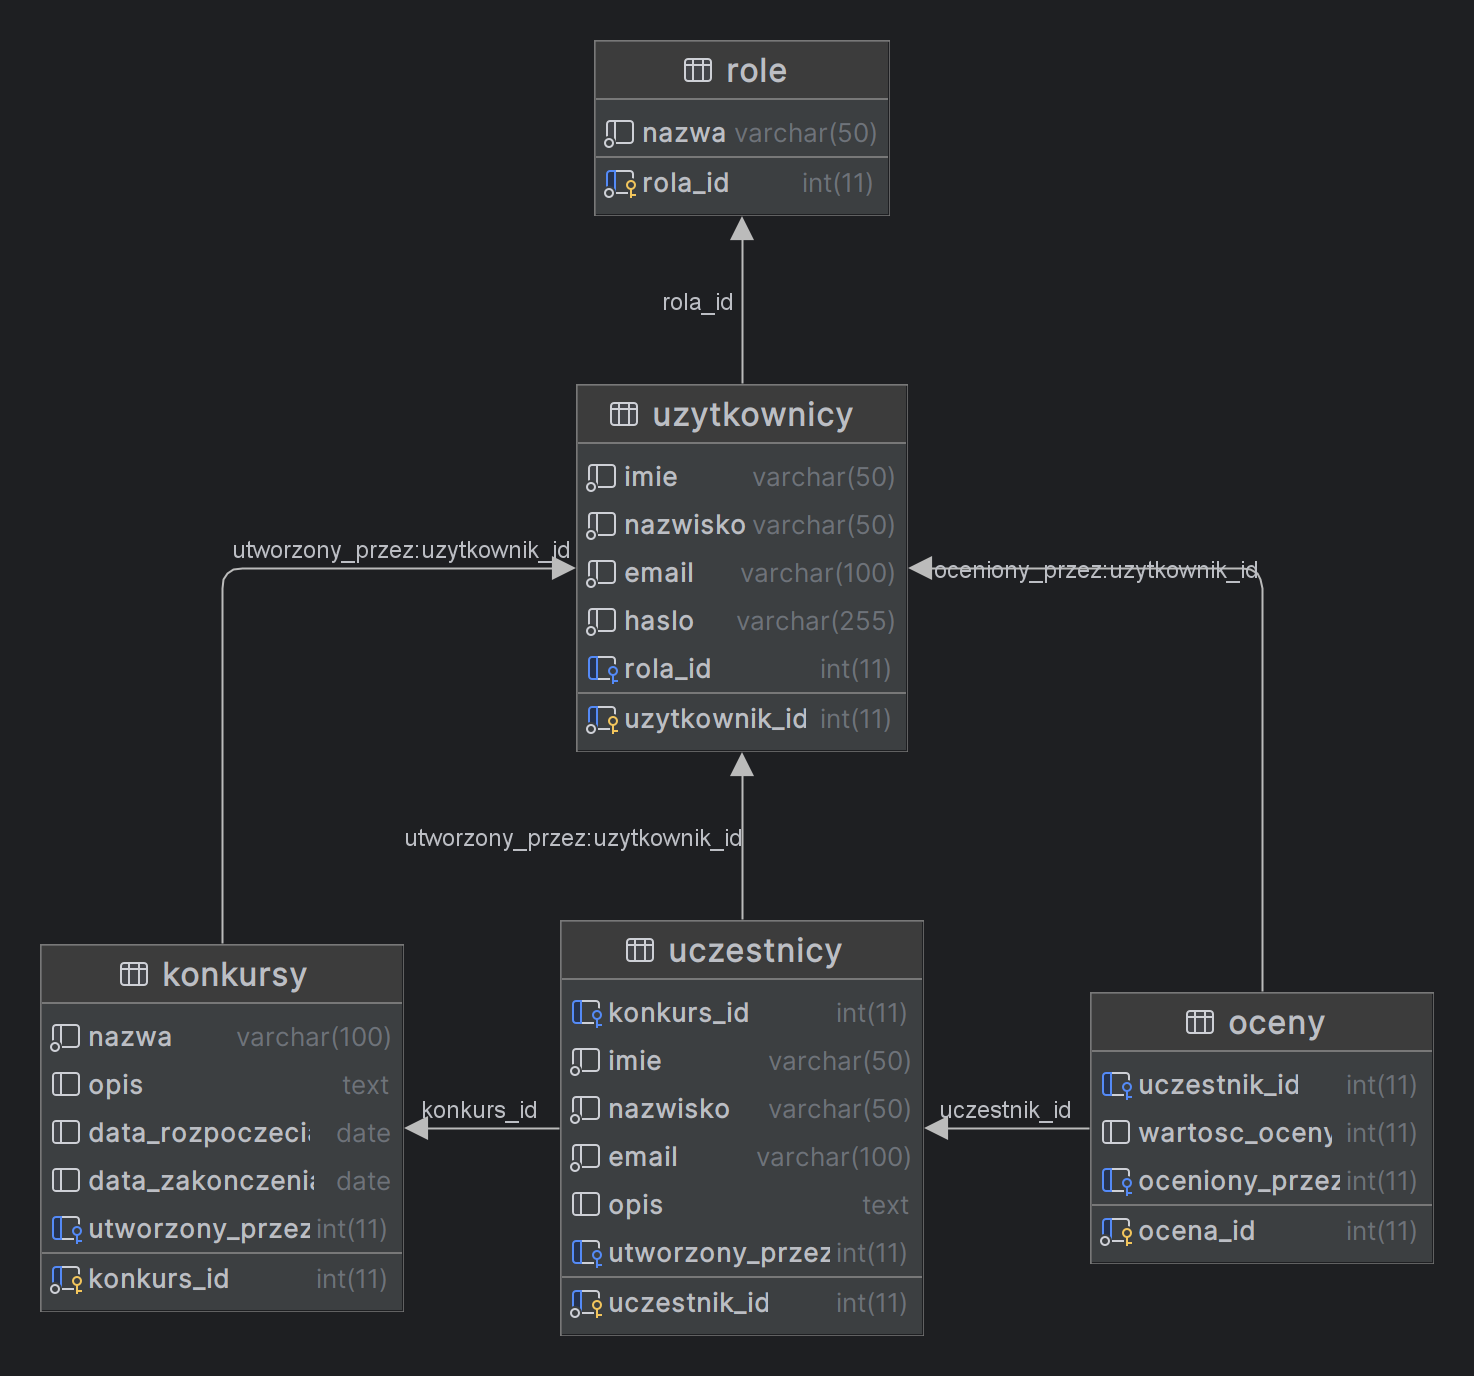 role
nazwa varchar(50)
rola_id int(11)
rola_id
uzytkownicy
imie varchar(50)
nazwisko varchar(50)
email varchar(100)
haslo varchar(255)
rola_id int(11)
uzytkownik_id int(11)
utworzony_przez:uzytkownik_id
oceniony_przez:uzytkownik_id
utworzony_przez:uzytkownik_id
konkursy
nazwa varchar(100)
opis text
data_rozpoczeci date
data_zakonczeni date
utworzony_przez int(11)
konkurs_id int(11)
konkurs_id
uczestnicy
konkurs_id int(11)
imie varchar(50)
nazwisko varchar(50)
email varchar(100)
opis text
utworzony_przez int(11)
uczestnik_id int(11)
uczestnik_id
oceny
uczestnik_id int(11)
wartosc_oceny int(11)
oceniony_przez int(11)
ocena_id int(11)